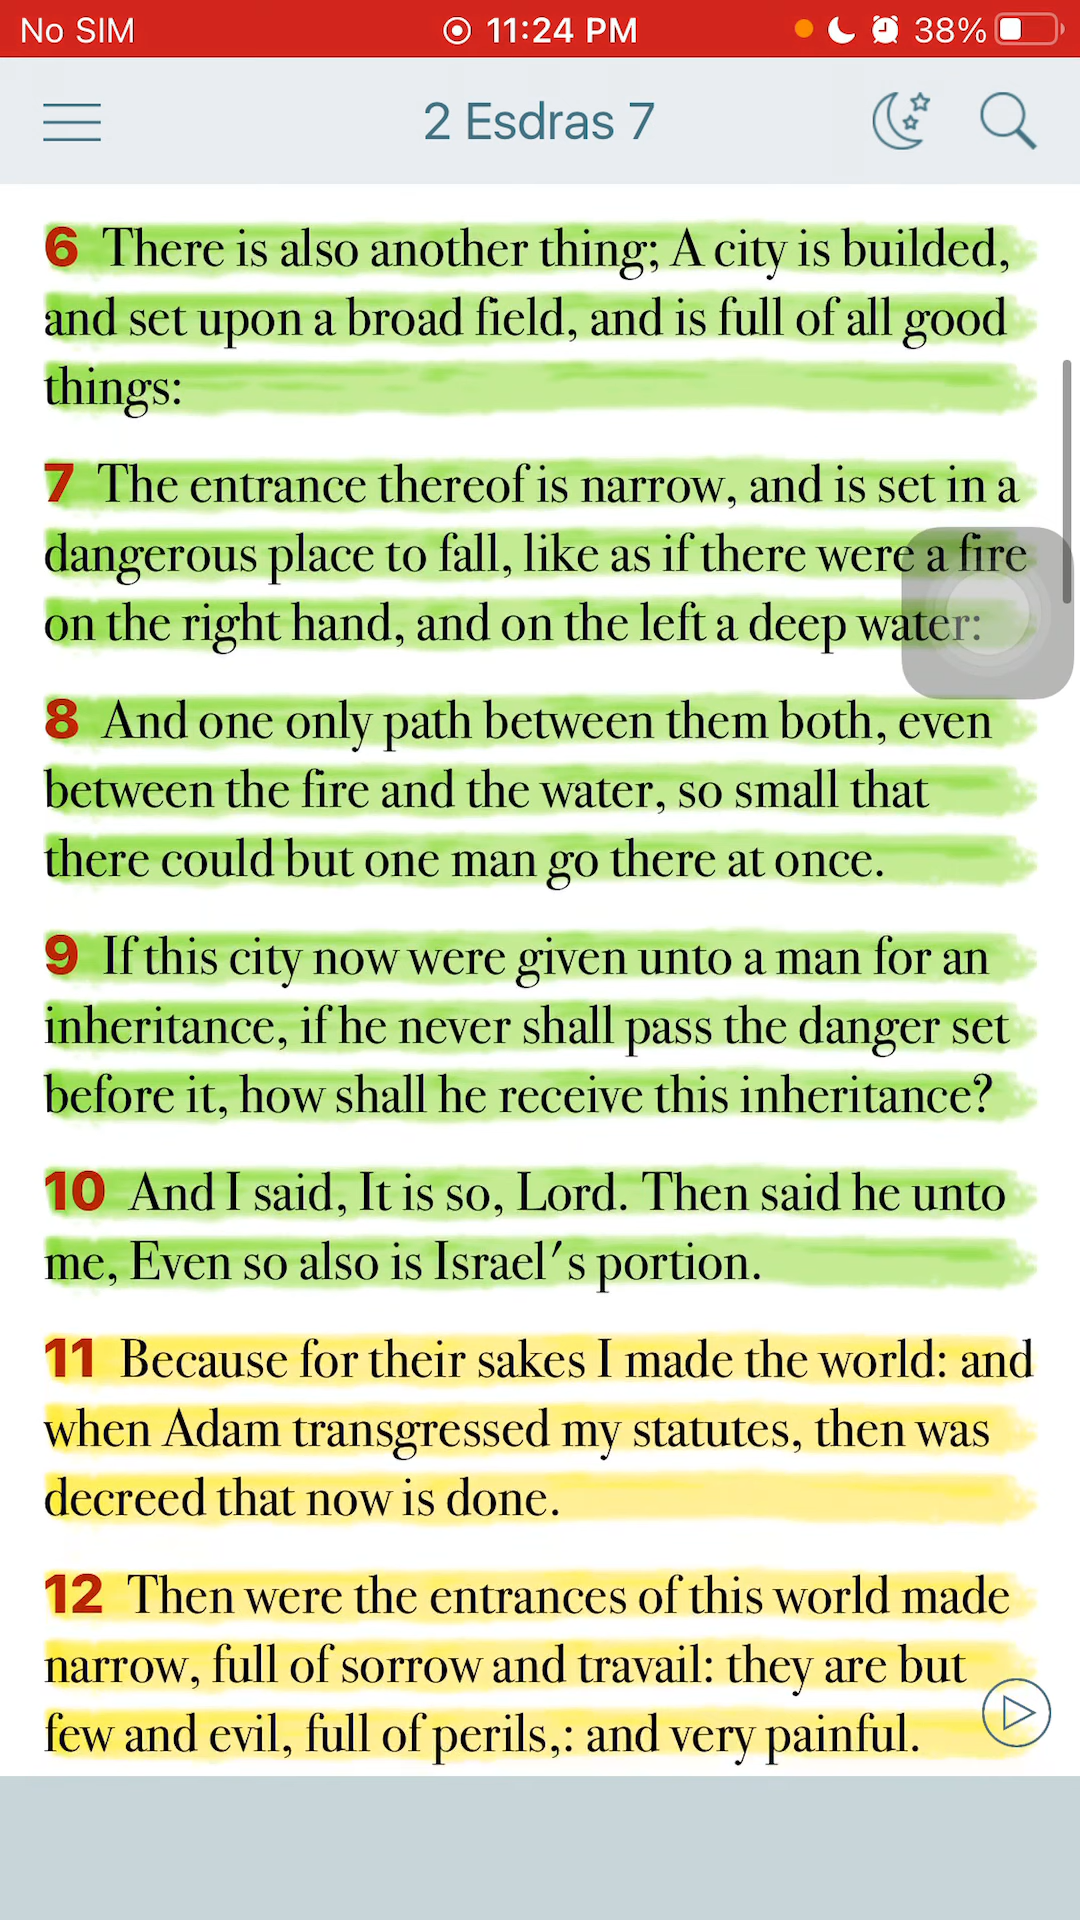 No SIM
11:24 PM
38%
2 Esdras 7
6 There is also another thing; A city is builded,
and set upon a broad field, and is full of all good
things:
7 The entrance thereof is narrow, and is set in a
dangerous place to fall, like as if there were a fire
on the right hand, and on the left a deep water:
8 And one only path between them both, even
between the fire and the water, so small that
there could but one man go there at once.
9 If this city now were given unto a man for an
inheritance, if he never shall pass the danger set
before it, how shall he receive this inheritance?
10 And I said, It is so, Lord. Then said he unto
me, Even so also is Israel′s portion.
11 Because for their sakes I made the world: and
when Adam transgressed my statutes, then was
decreed that now is done.
12 Then were the entrances of this world made
narrow, full of sorrow and travail: they are but
few and evil, full of perils,: and very painful.